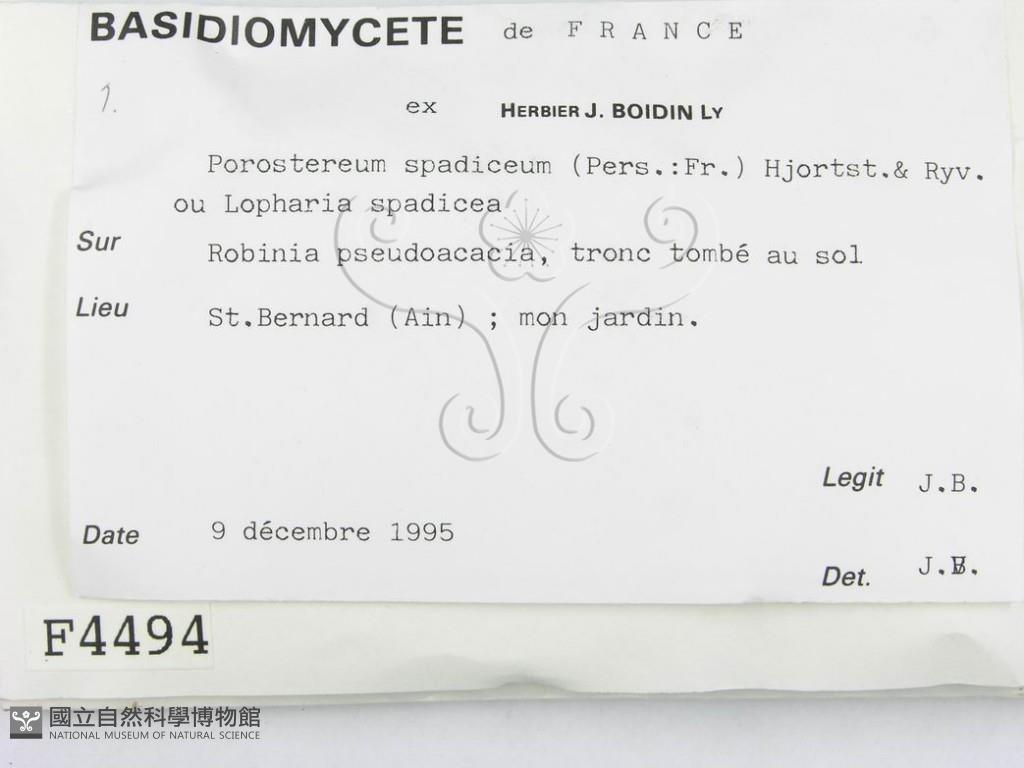 BASIDIOMYCETE de FRANCE
1. ex HERBIER J. BOIDIN LY
Porostereum spadiceum (Pers.:Fr.) Hjortst.& Ryv.
ou Lopharia spadicea
Sur Robinia pseudoacacia, tronc tombé au sol
Lieu St.Bernard (Ain) ; mon jardin.
Legit J.B.
Date 9 décembre 1995
Det. J.B.
F4494
國立自然科學博物館
NATIONAL MUSEUM OF NATURAL SCIENCE